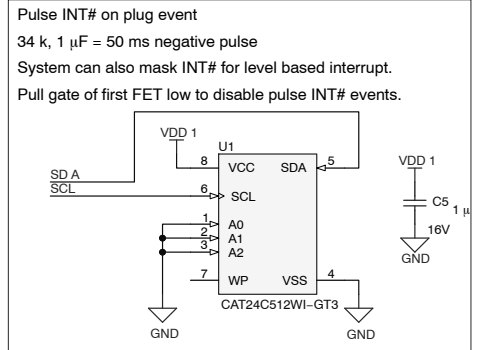 Pulse INT# on plug event
34 k, 1 μF = 50 ms negative pulse
System can also mask INT# for level based interrupt.
Pull gate of first FET low to disable pulse INT# events.
VDD 1
U1
8 VCC SDA 5
VDD 1
SD A
SCL
6 SCL
C5 1 μ
16V
1 A0
2 A1
3 A2
GND
7 WP VSS 4
CAT24C512WI-GT3
GND GND